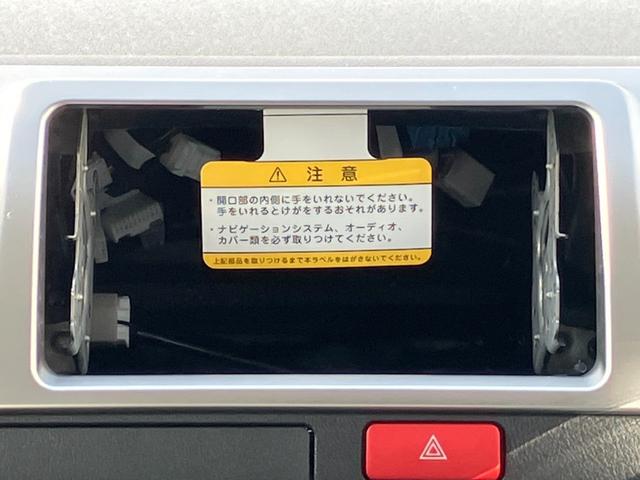 注意
・開口部の内側に手をいれないでください。
手をいれるとけがをするおそれがあります。
・ナビゲーションシステム、オーディオ、
カバー類を必ず取りつけてください。
上記部品を取りつけるまで本ラベルをはがさないでください。